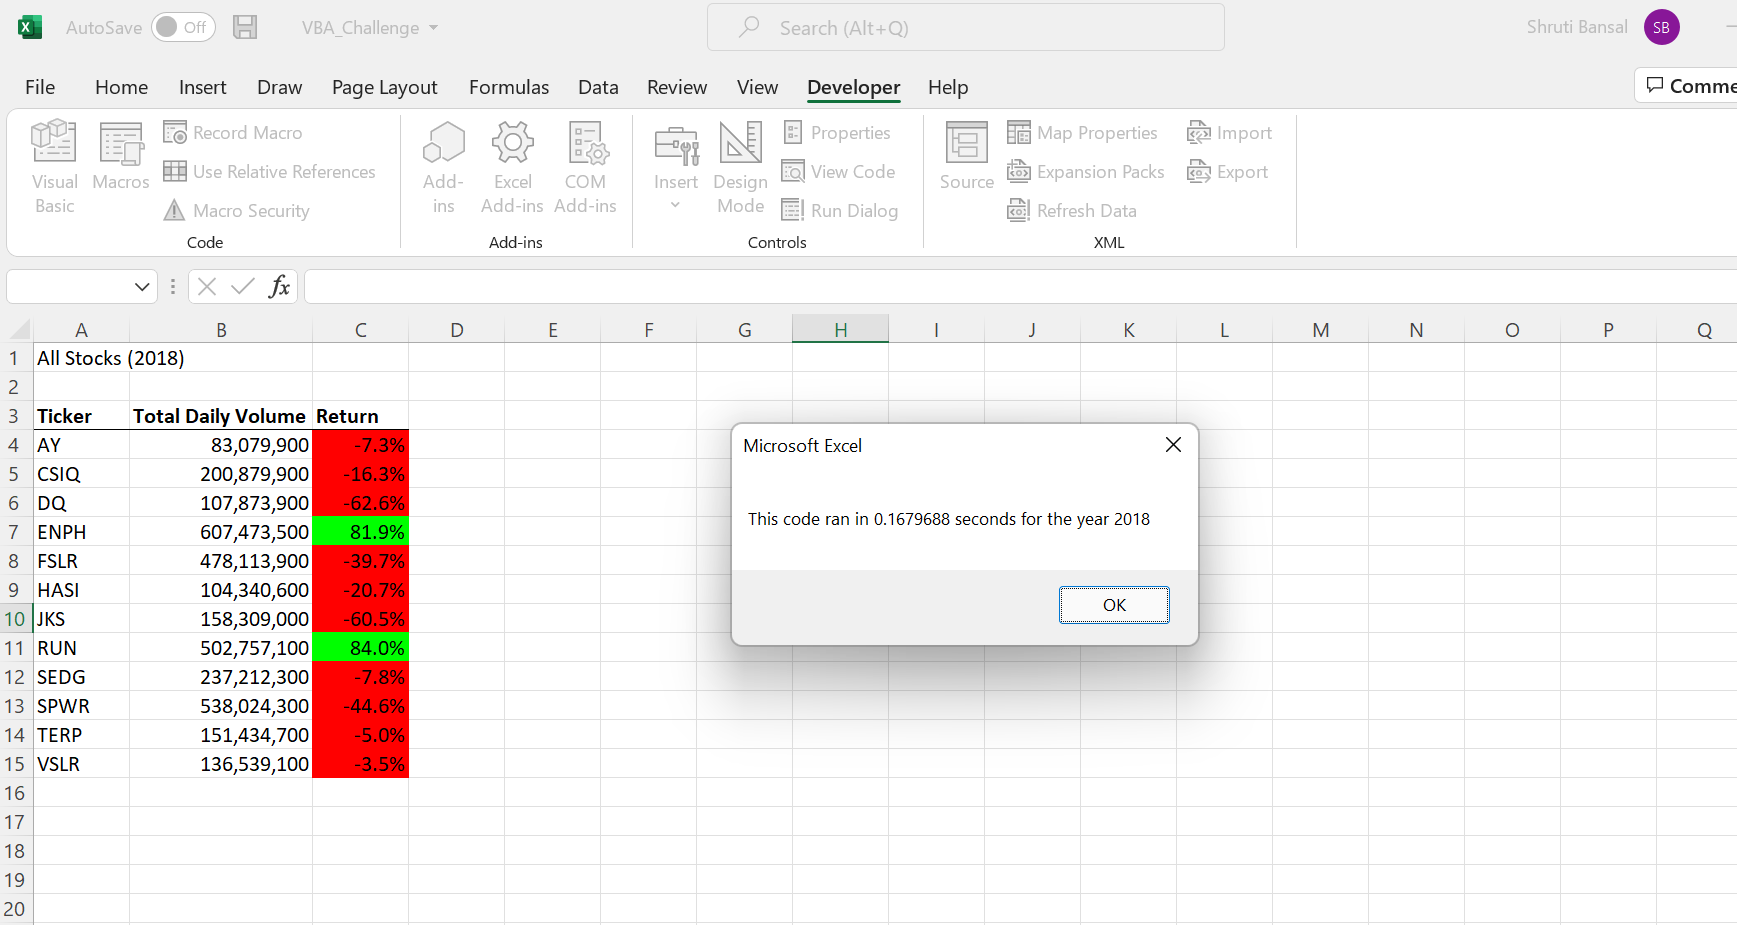 AutoSave Off VBA_Challenge Search (Alt+Q) Shruti Bansal SB
File Home Insert Draw Page Layout Formulas Data Review View Developer Help
Visual Basic
Macros
Record Macro
Use Relative References
Macro Security
Code
Add-ins
Excel Add-ins
COM Add-ins
Add-ins
Insert
Design Mode
Properties
View Code
Run Dialog
Controls
Source
Map Properties
Expansion Packs
Refresh Data
Import
Export
XML
fx
A B C D E F G H I J K L M N O P Q
1 All Stocks (2018)
2
3 Ticker Total Daily Volume Return
4 AY 83,079,900 -7.3%
5 CSIQ 200,879,900 -16.3%
6 DQ 107,873,900 -62.6%
7 ENPH 607,473,500 81.9%
8 FSLR 478,113,900 -39.7%
9 HASI 104,340,600 -20.7%
10 JKS 158,309,000 -60.5%
11 RUN 502,757,100 84.0%
12 SEDG 237,212,300 -7.8%
13 SPWR 538,024,300 -44.6%
14 TERP 151,434,700 -5.0%
15 VSLR 136,539,100 -3.5%
16
17
18
19
20
Microsoft Excel
This code ran in 0.1679688 seconds for the year 2018
OK